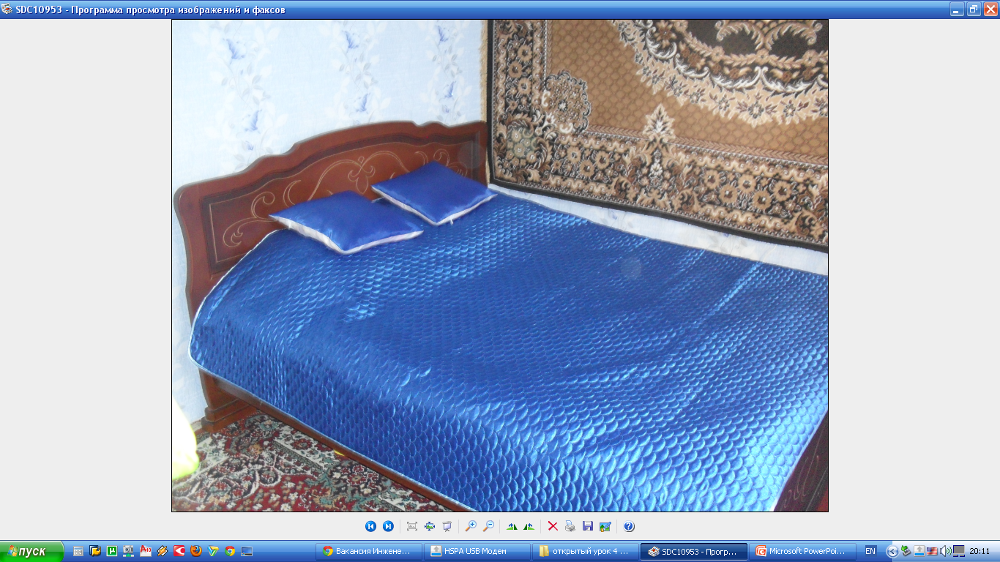 SDC10953 - Программа просмотра изображений и факсов
пуск
Вакансия Инжене...
HSPA USB Модем
открытый урок 4 ...
SDC10953 - Прогр...
Microsoft PowerPoi...
EN
20:11